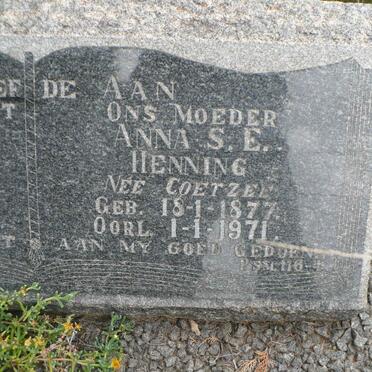 EF DE AAN
T ONS MOEDER
ANNA S. E.
HENNING
NEE COETZEE
GEB. 18-1-1877.
OORL. 1-1-1971.
T AAN MY GOED GEDOEN